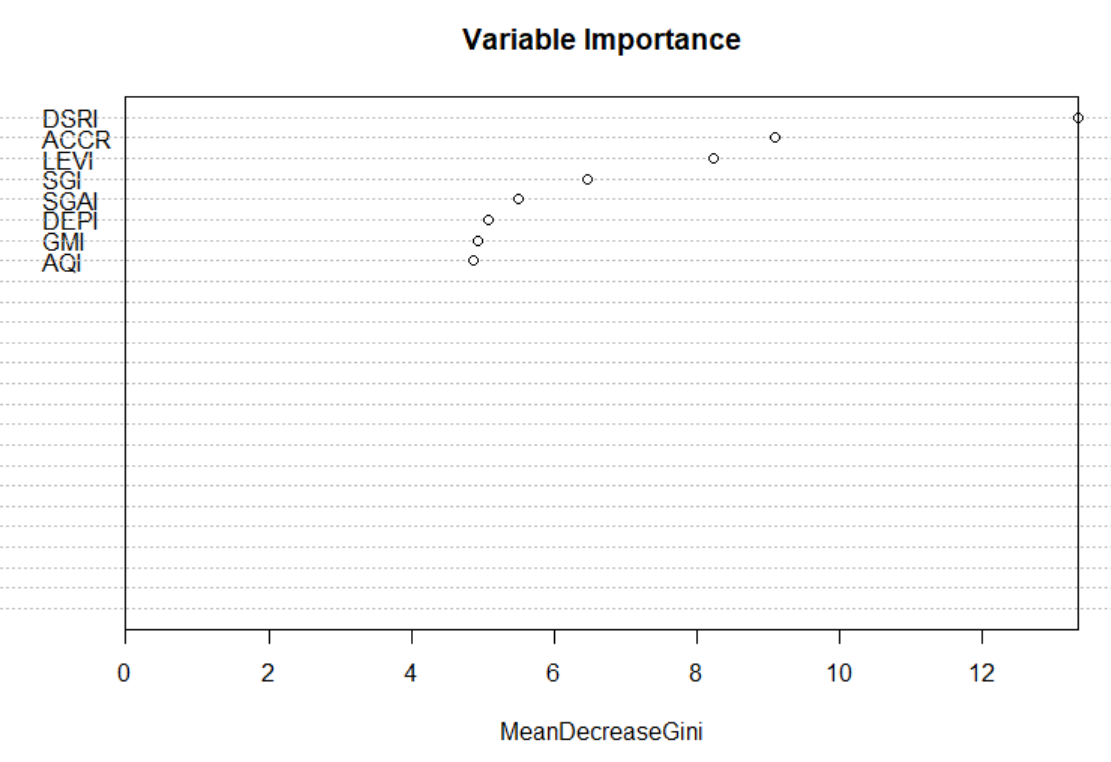 Variable Importance
DSRI
ACCR
LEVI
SGI
SGAI
DEPI
GMI
AQI
0 2 4 6 8 10 12
MeanDecreaseGini